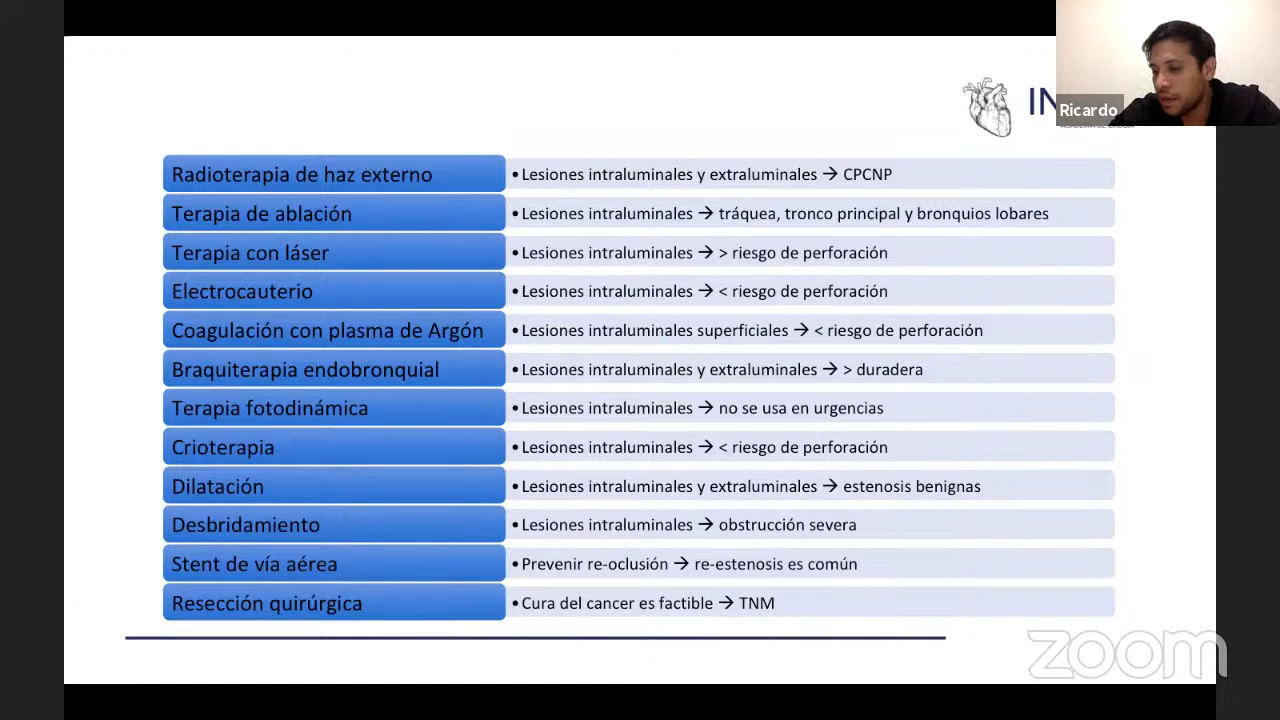 Ricardo
Radioterapia de haz externo
•Lesiones intraluminales y extraluminales → CPCNP
Terapia de ablación
•Lesiones intraluminales → tráquea, tronco principal y bronquios lobares
Terapia con láser
•Lesiones intraluminales → > riesgo de perforación
Electrocauterio
•Lesiones intraluminales → < riesgo de perforación
Coagulación con plasma de Argón
•Lesiones intraluminales superficiales → < riesgo de perforación
Braquiterapia endobronquial
•Lesiones intraluminales y extraluminales → > duradera
Terapia fotodinámica
•Lesiones intraluminales → no se usa en urgencias
Crioterapia
•Lesiones intraluminales → < riesgo de perforación
Dilatación
•Lesiones intraluminales y extraluminales → estenosis benignas
Desbridamiento
•Lesiones intraluminales → obstrucción severa
Stent de vía aérea
•Prevenir re-oclusión → re-estenosis es común
Resección quirúrgica
•Cura del cancer es factible → TNM
zoom